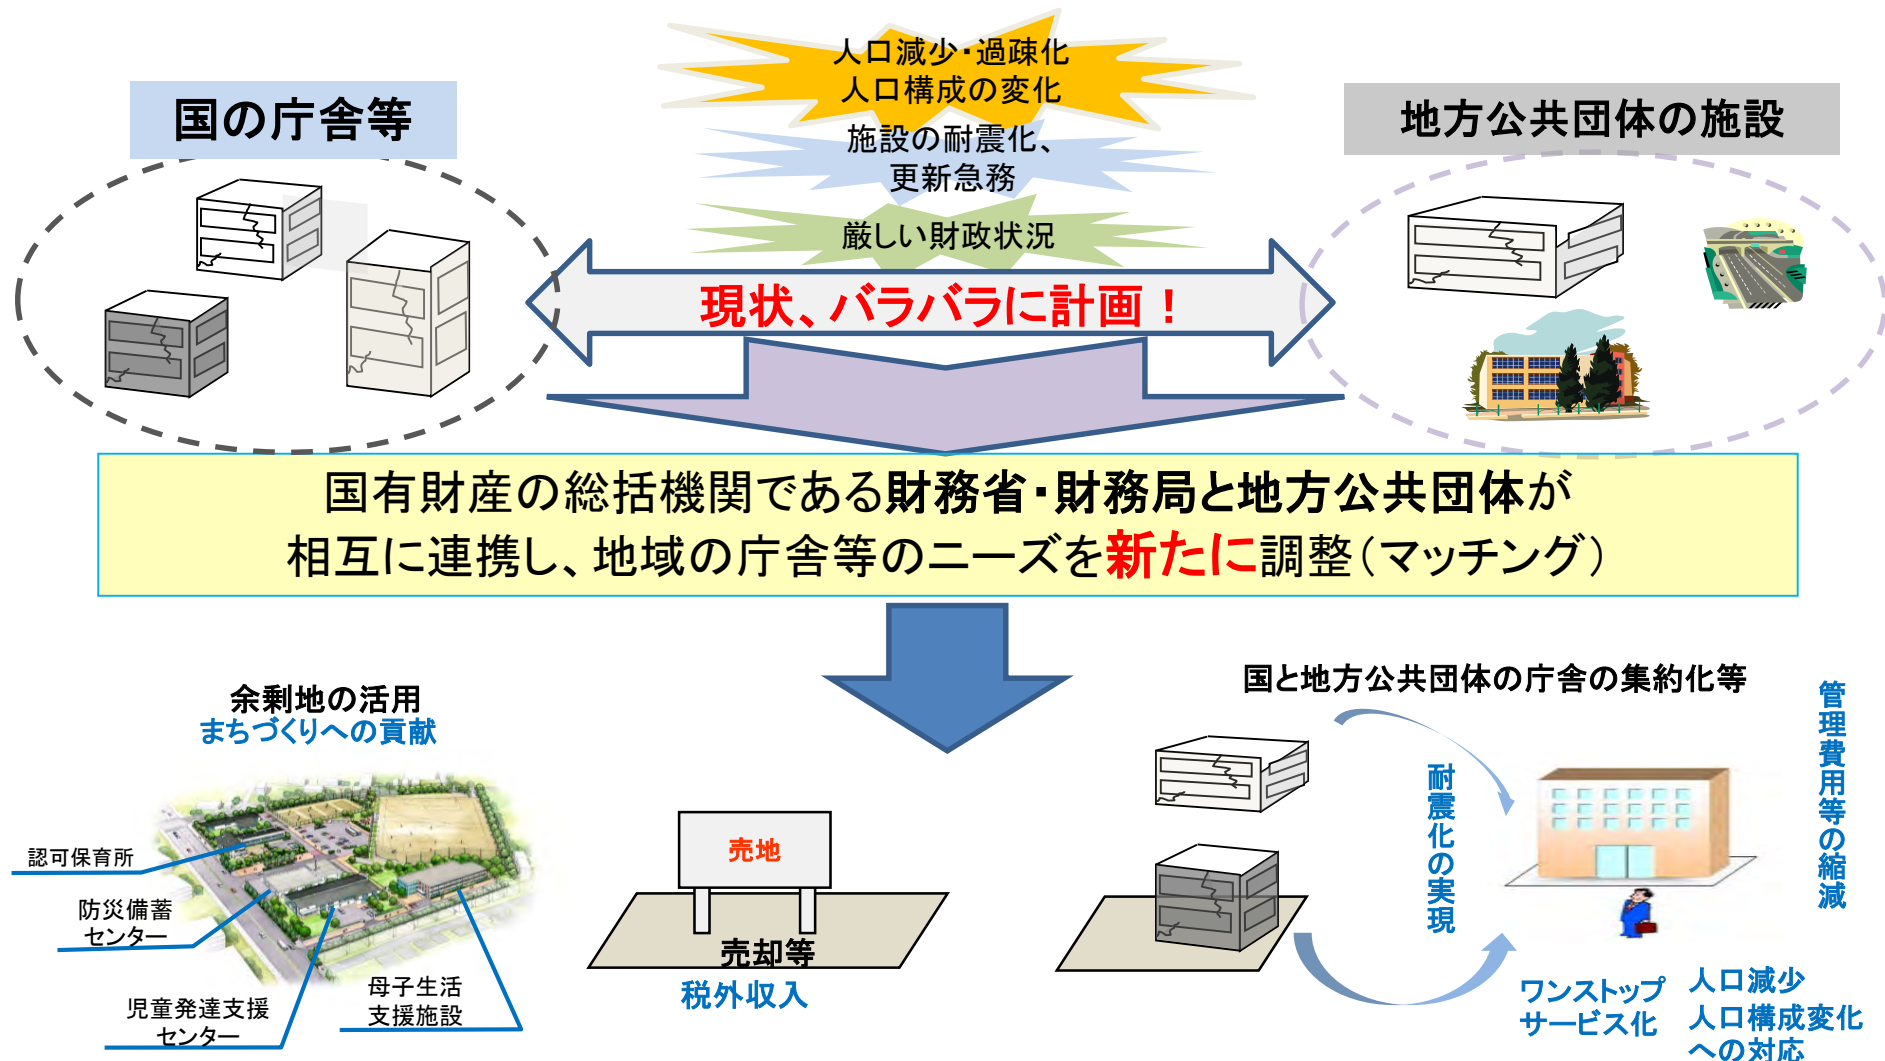 人口減少・過疎化
人口構成の変化
国の庁舎等
地方公共団体の施設
施設の耐震化、
更新急務
厳しい財政状況
現状、バラバラに計画！
国有財産の総括機関である財務省・財務局と地方公共団体が
相互に連携し、地域の庁舎等のニーズを新たに調整（マッチング）
余剰地の活用
まちづくりへの貢献
認可保育所
防災備蓄
センター
児童発達支援
センター
母子生活
支援施設
売地
売却等
税外収入
国と地方公共団体の庁舎の集約化等
耐震化の実現
管理費用等の縮減
ワンストップ
サービス化
人口減少
人口構成変化
への対応